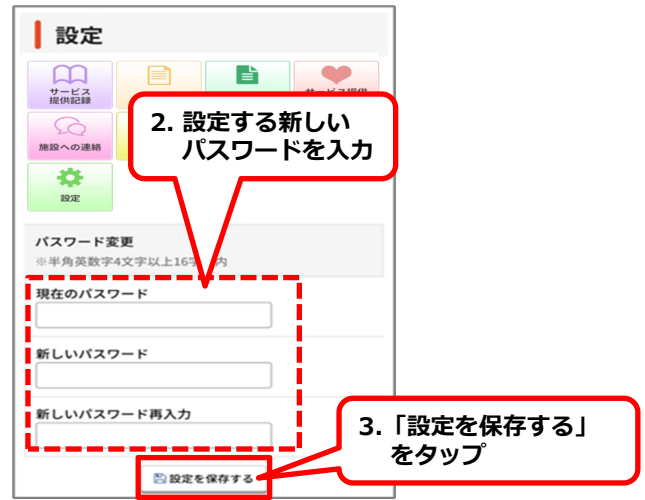 設定
サービス
提供記録
サービス提供
施設への連絡
設定
2. 設定する新しい
パスワードを入力
パスワード変更
※半角英数字4文字以上16字
内
現在のパスワード
新しいパスワード
新しいパスワード再入力
設定を保存する
3.「設定を保存する」
をタップ